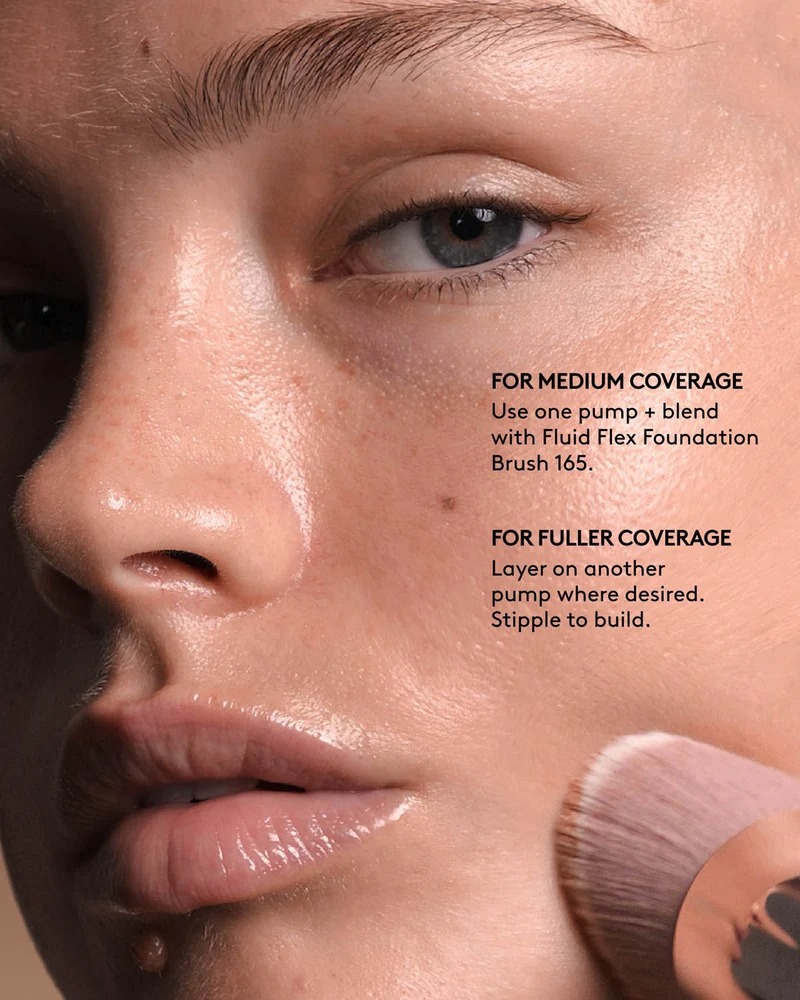 FOR MEDIUM COVERAGE
Use one pump + blend
with Fluid Flex Foundation
Brush 165.
FOR FULLER COVERAGE
Layer on another
pump where desired.
Stipple to build.